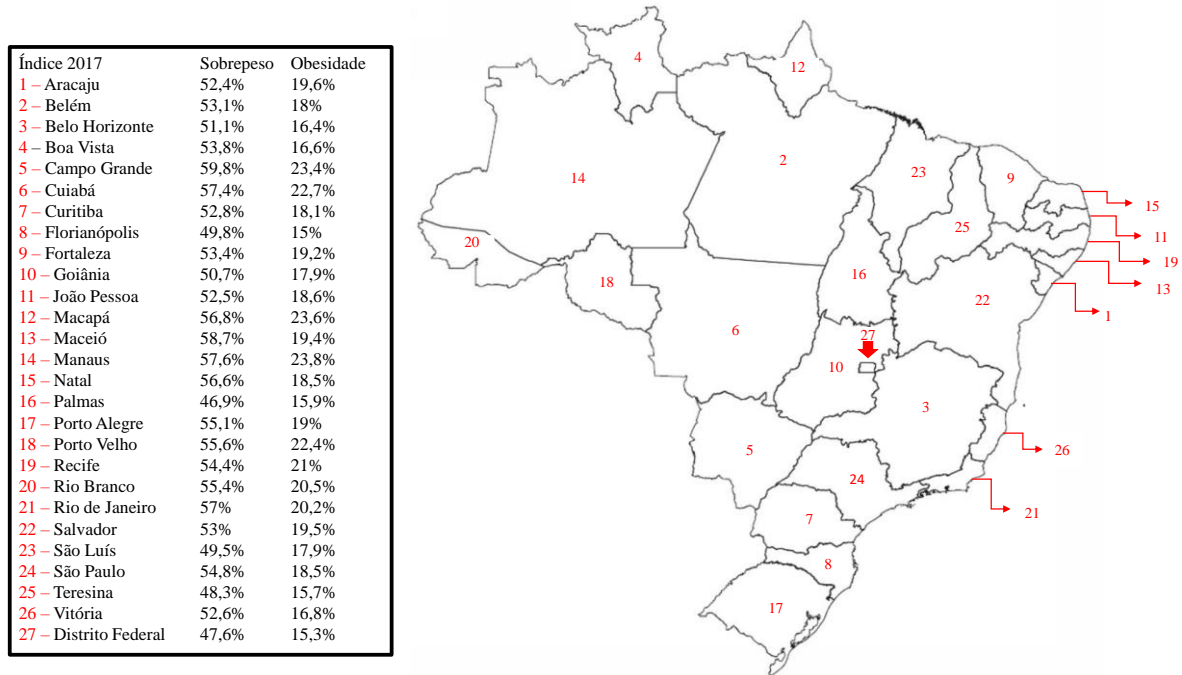 Índice 2017 Sobrepeso Obesidade
1 – Aracaju 52,4% 19,6%
2 – Belém 53,1% 18%
3 – Belo Horizonte 51,1% 16,4%
4 – Boa Vista 53,8% 16,6%
5 – Campo Grande 59,8% 23,4%
6 – Cuiabá 57,4% 22,7%
7 – Curitiba 52,8% 18,1%
8 – Florianópolis 49,8% 15%
9 – Fortaleza 53,4% 19,2%
10 – Goiânia 50,7% 17,9%
11 – João Pessoa 52,5% 18,6%
12 – Macapá 56,8% 23,6%
13 – Maceió 58,7% 19,4%
14 – Manaus 57,6% 23,8%
15 – Natal 56,6% 18,5%
16 – Palmas 46,9% 15,9%
17 – Porto Alegre 55,1% 19%
18 – Porto Velho 55,6% 22,4%
19 – Recife 54,4% 21%
20 – Rio Branco 55,4% 20,5%
21 – Rio de Janeiro 57% 20,2%
22 – Salvador 53% 19,5%
23 – São Luís 49,5% 17,9%
24 – São Paulo 54,8% 18,5%
25 – Teresina 48,3% 15,7%
26 – Vitória 52,6% 16,8%
27 – Distrito Federal 47,6% 15,3%
4
12
2
23
9
14
15
25
11
20
19
16
18
13
22
1
6
27
10
3
5
26
24
21
7
8
17